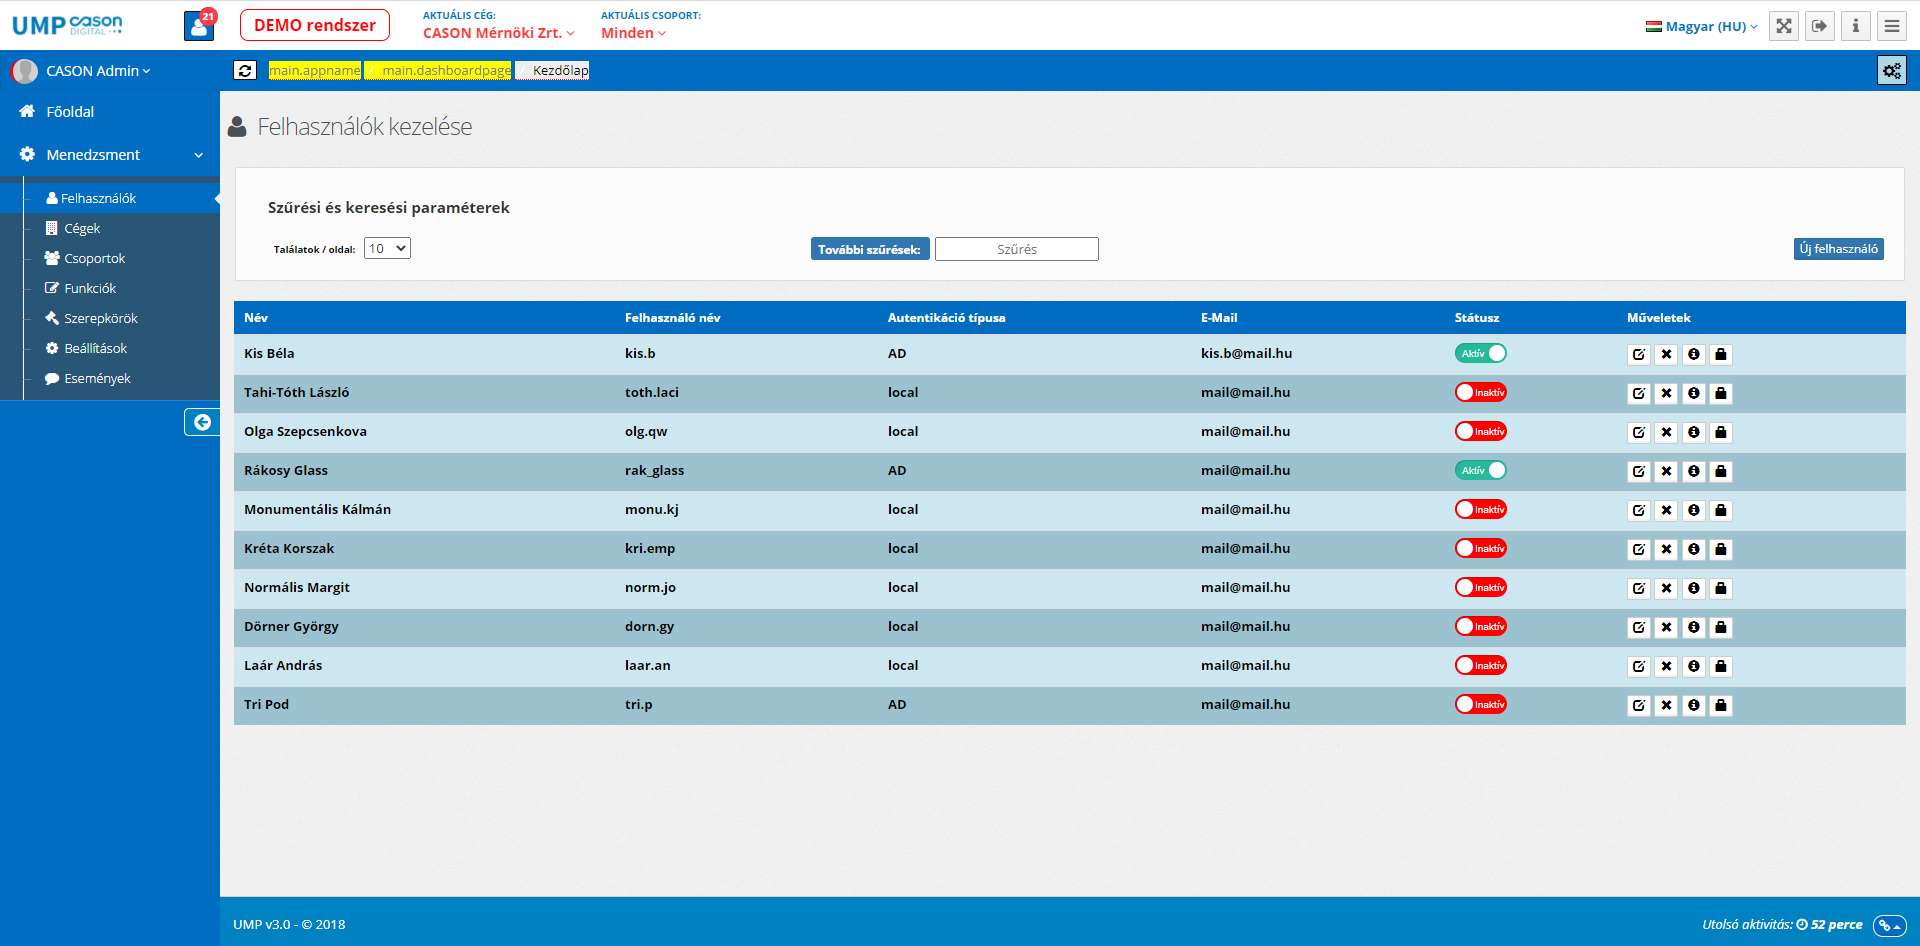 UMP cason DIGITAL
21
DEMO rendszer
AKTUÁLIS CÉG:
CASON Mérnöki Zrt.
AKTUÁLIS CSOPORT:
Minden
Magyar (HU)
CASON Admin
main.appname / main.dashboardpage / Kezdőlap
Főoldal
Menedzsment
Felhasználók
Cégek
Csoportok
Funkciók
Szerepkörök
Beállítások
Események
Felhasználók kezelése
Szűrési és keresési paraméterek
Találatok / oldal: 10 További szűrések: Szűrés Új felhasználó
Név Felhasználó név Autentikáció típusa E-Mail Státusz Műveletek
Kis Béla kis.b AD kis.b@mail.hu Aktív
Tahi-Tóth László toth.laci local mail@mail.hu Inaktív
Olga Szepcsenkova olg.qw local mail@mail.hu Inaktív
Rákosy Glass rak_glass AD mail@mail.hu Aktív
Monumentális Kálmán monu.kj local mail@mail.hu Inaktív
Kréta Korszak kri.emp local mail@mail.hu Inaktív
Normális Margit norm.jo local mail@mail.hu Inaktív
Dörner György dorn.gy local mail@mail.hu Inaktív
Laár András laar.an local mail@mail.hu Inaktív
Tri Pod tri.p AD mail@mail.hu Inaktív
UMP v3.0 - © 2018
Utolsó aktivitás: 52 perce